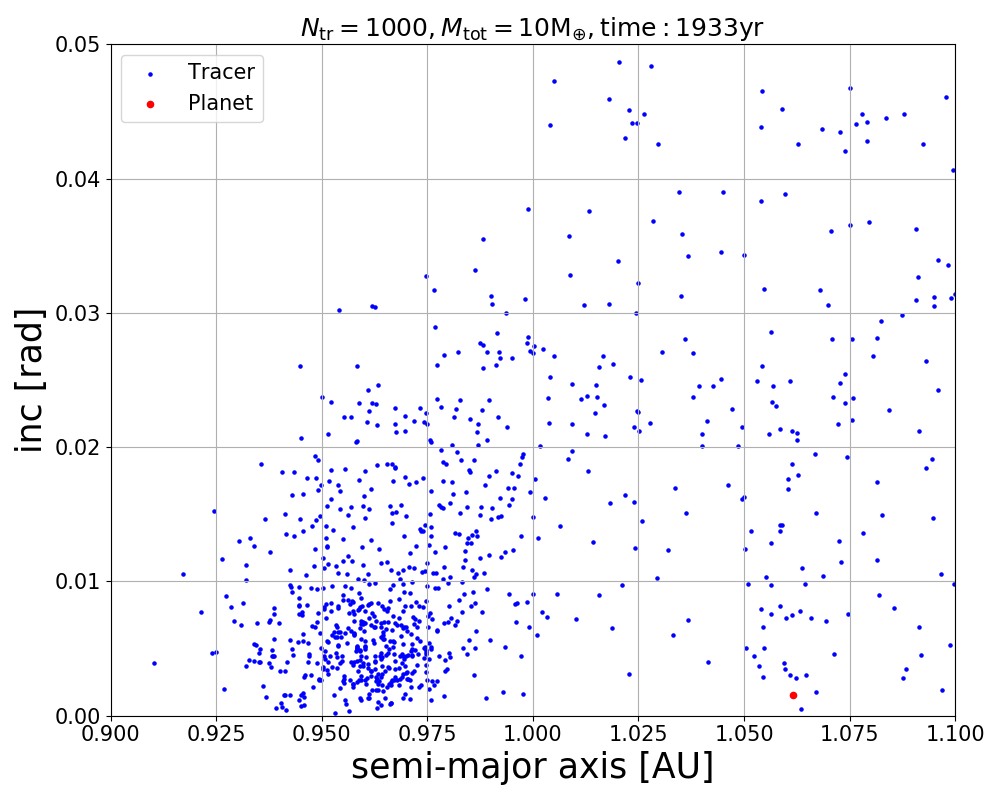 N_tr = 1000, M_tot = 10M_⊕, time : 1933yr
Tracer
Planet
0.05
0.04
0.03
0.02
0.01
0.00
inc [rad]
0.900 0.925 0.950 0.975 1.000 1.025 1.050 1.075 1.100
semi-major axis [AU]